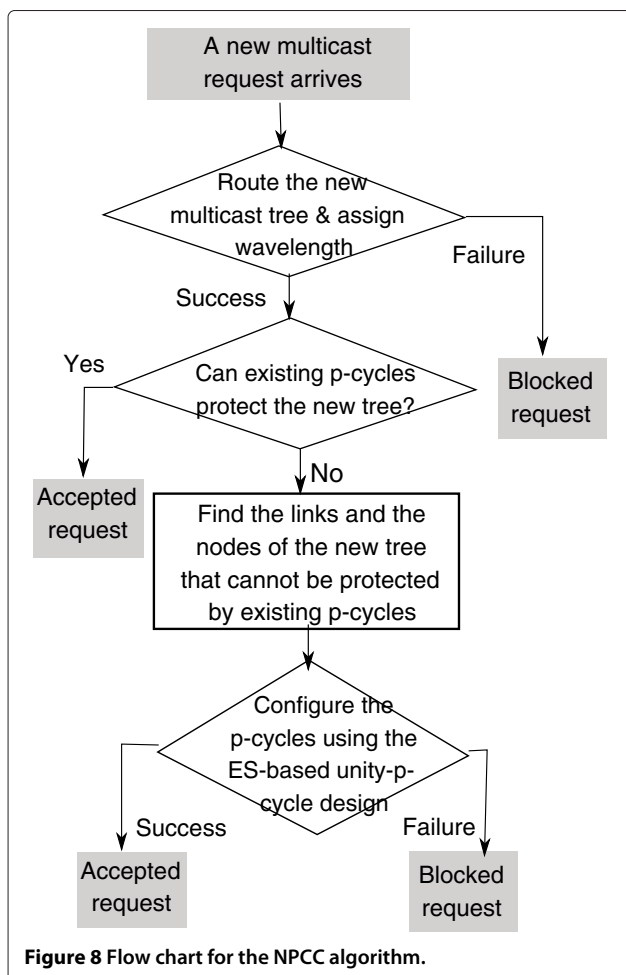 A new multicast
request arrives
Route the new
multicast tree & assign
wavelength
Failure
Success
Yes
Can existing p-cycles
protect the new tree?
Blocked
request
No
Accepted
request
Find the links and the
nodes of the new tree
that cannot be protected
by existing p-cycles
Configure the
p-cycles using the
ES-based unity-p-
cycle design
Success
Failure
Accepted
request
Blocked
request
Figure 8 Flow chart for the NPCC algorithm.